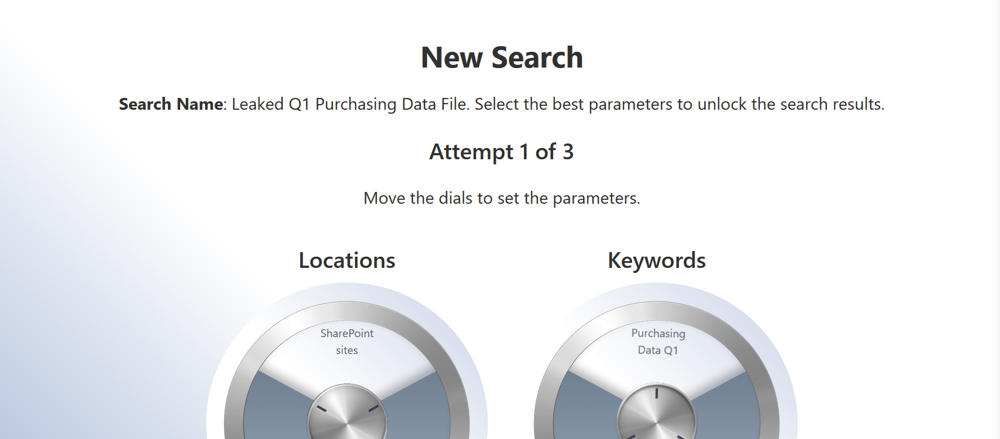 New Search
Search Name: Leaked Q1 Purchasing Data File. Select the best parameters to unlock the search results.
Attempt 1 of 3
Move the dials to set the parameters.
Locations
Keywords
SharePoint
sites
Purchasing
Data Q1